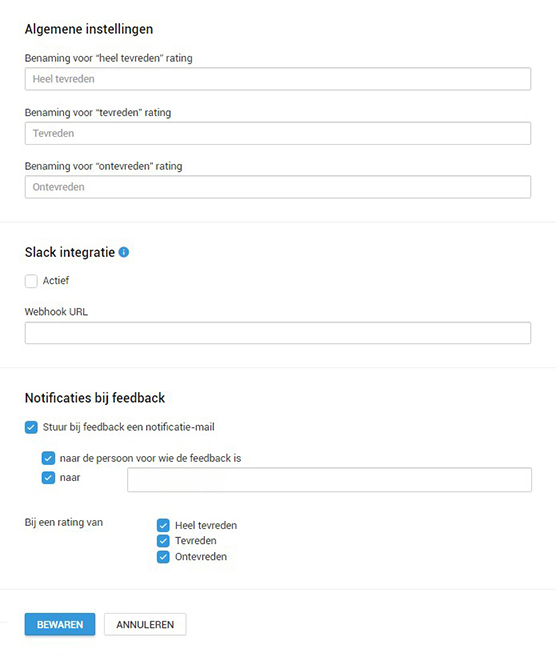 Algemene instellingen
Benaming voor "heel tevreden" rating
Heel tevreden
Benaming voor "tevreden" rating
Tevreden
Benaming voor "ontevreden" rating
Ontevreden
Slack integratie
Actief
Webhook URL
Notificaties bij feedback
Stuur bij feedback een notificatie-mail
naar de persoon voor wie de feedback is
naar
Bij een rating van
Heel tevreden
Tevreden
Ontevreden
BEWAREN ANNULEREN